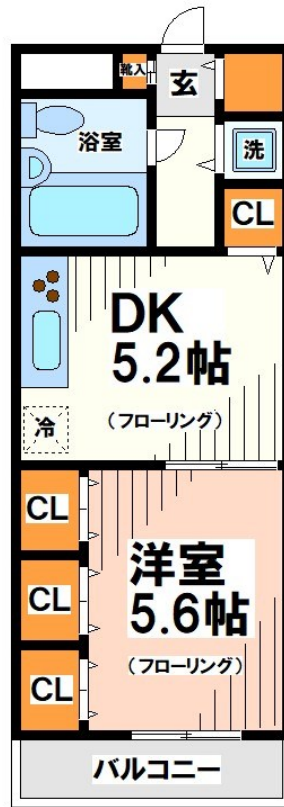 靴入
玄
浴室
洗
CL
DK
5.2帖
(フローリング)
冷
CL
洋室
5.6帖
CL
(フローリング)
CL
バルコニー